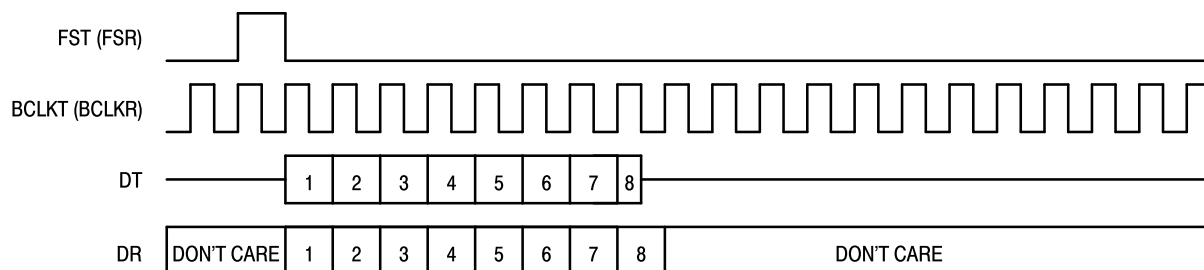 FST (FSR)
BCLKT (BCLKR)
DT 1 2 3 4 5 6 7 8
DR DON'T CARE 1 2 3 4 5 6 7 8 DON'T CARE